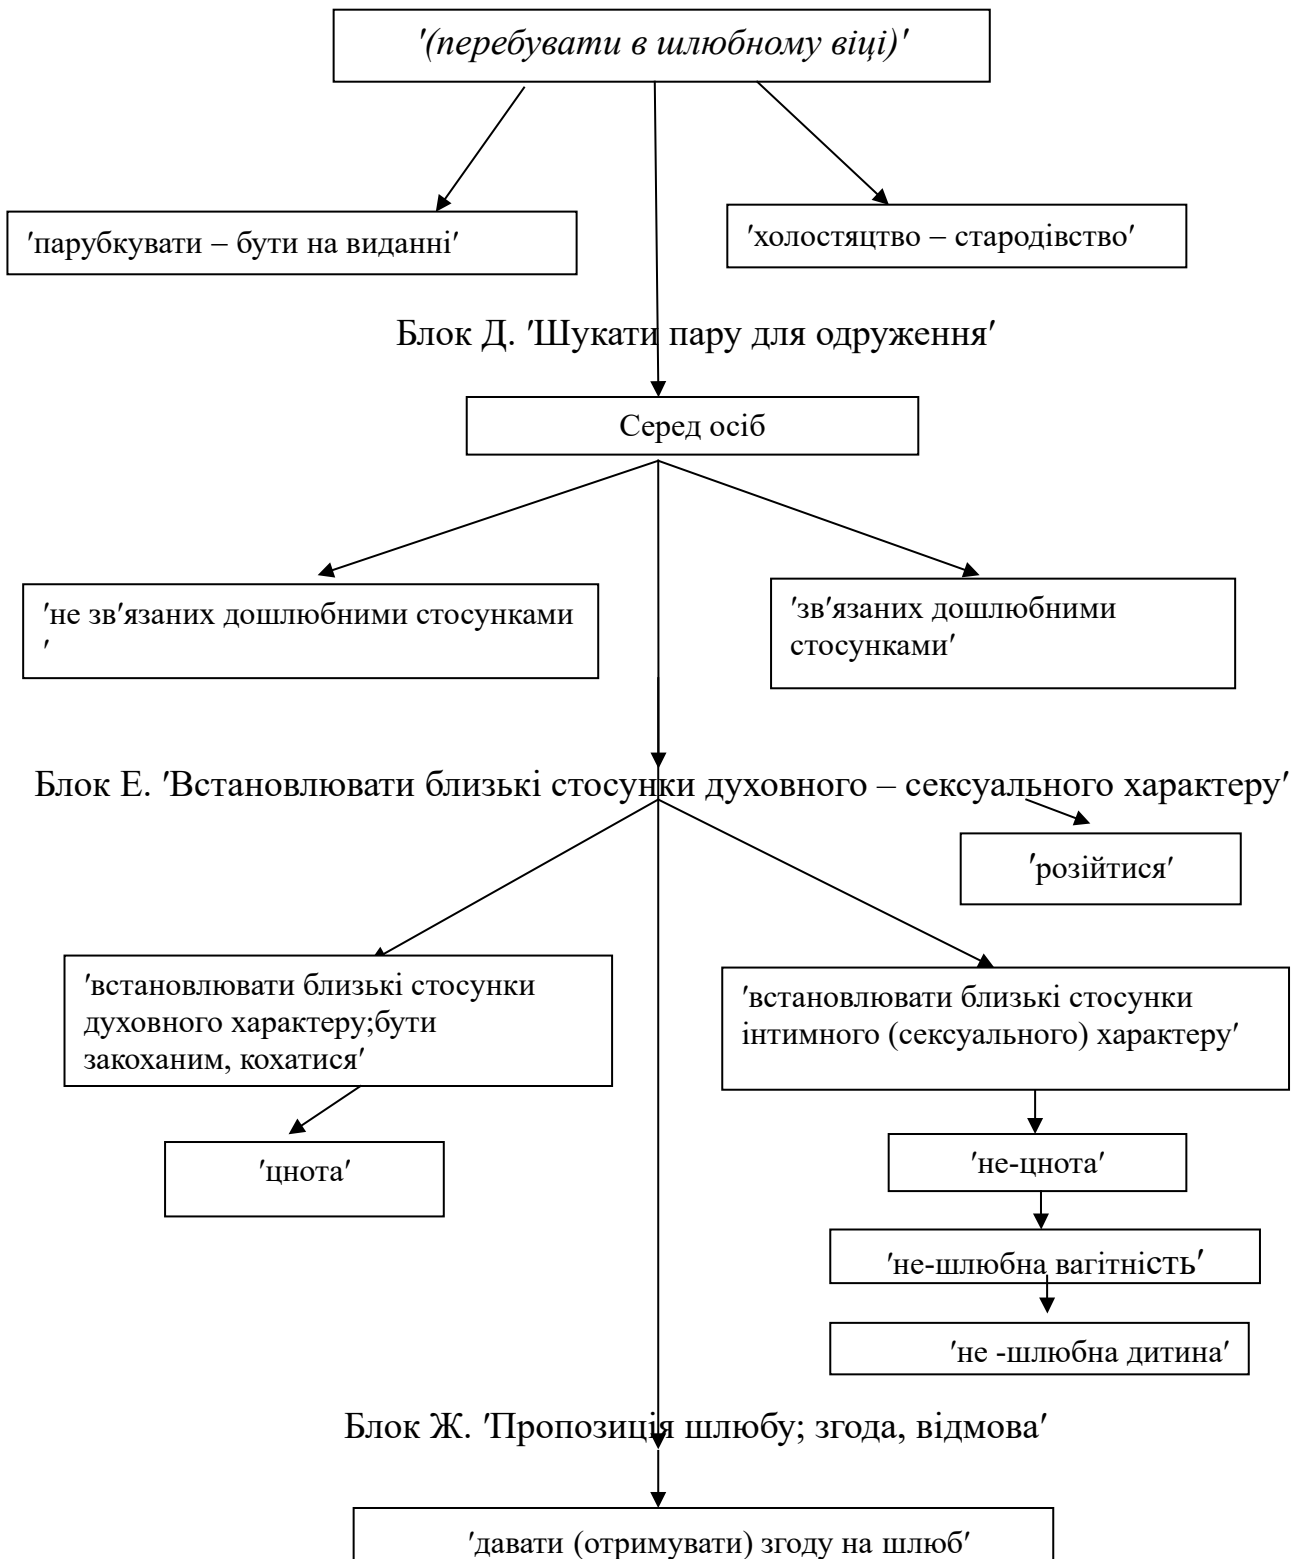 ′(перебувати в шлюбному віці)′
′парубкувати – бути на виданні′
′холостяцтво – стародівство′
Блок Д. ′Шукати пару для одруження′
Серед осіб
′не зв′язаних дошлюбними стосунками
′
′зв′язаних дошлюбними
стосунками′
Блок Е. ′Встановлювати близькі стосунки духовного – сексуального характеру′
′розійтися′
′встановлювати близькі стосунки
духовного характеру;бути
закоханим, кохатися′
′встановлювати близькі стосунки
інтимного (сексуального) характеру′
′цнота′
′не-цнота′
′не-шлюбна вагітність′
′не -шлюбна дитина′
Блок Ж. ′Пропозиція шлюбу; згода, відмова′
′давати (отримувати) згоду на шлюб′